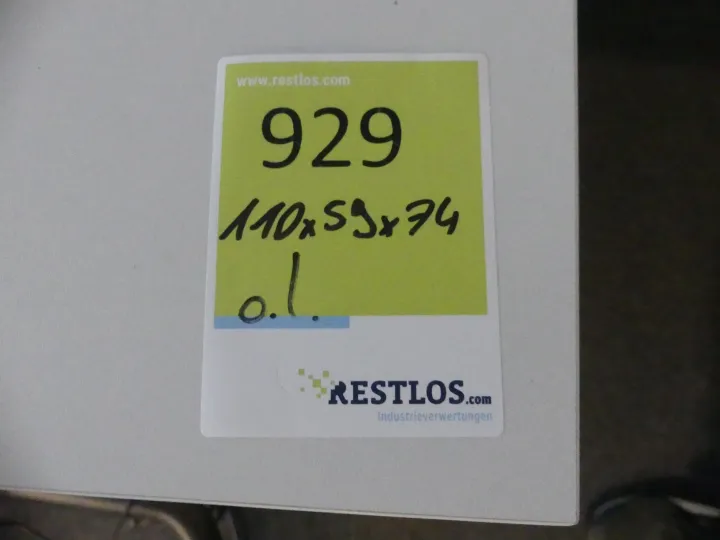 www.restlos.com
929
110x59x74
o.l.
RESTLOS.com
Industrieverwertungen